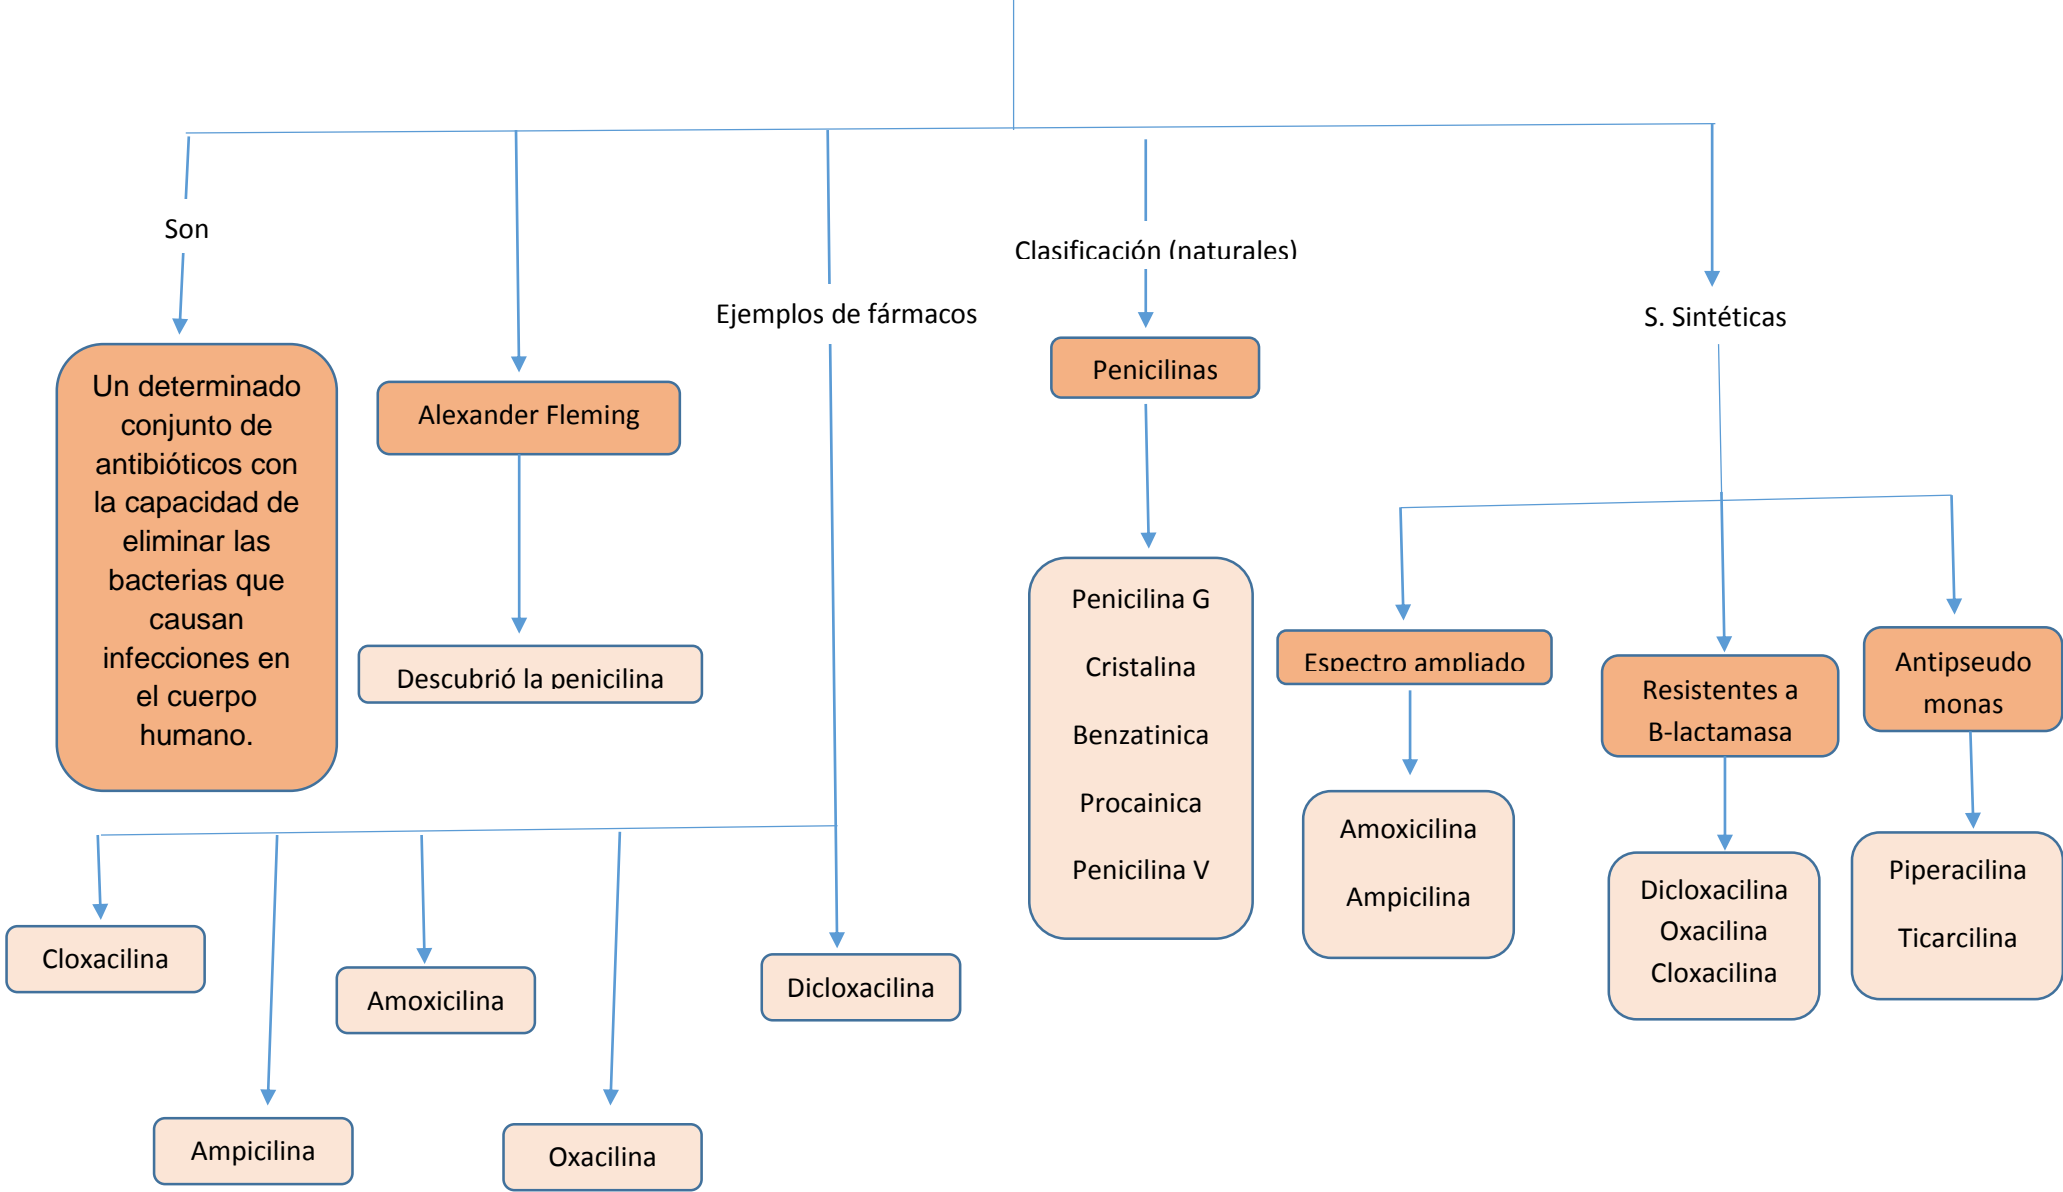 Son
Un determinado
conjunto de
antibióticos con
la capacidad de
eliminar las
bacterias que
causan
infecciones en
el cuerpo
humano.
Alexander Fleming
Descubrió la penicilina
Ejemplos de fármacos
Cloxacilina
Ampicilina
Amoxicilina
Oxacilina
Dicloxacilina
Clasificación (naturales)
Penicilinas
Penicilina G
Cristalina
Benzatinica
Procainica
Penicilina V
S. Sintéticas
Espectro ampliado
Amoxicilina
Ampicilina
Resistentes a
B-lactamasa
Dicloxacilina
Oxacilina
Cloxacilina
Antipseudo
monas
Piperacilina
Ticarcilina